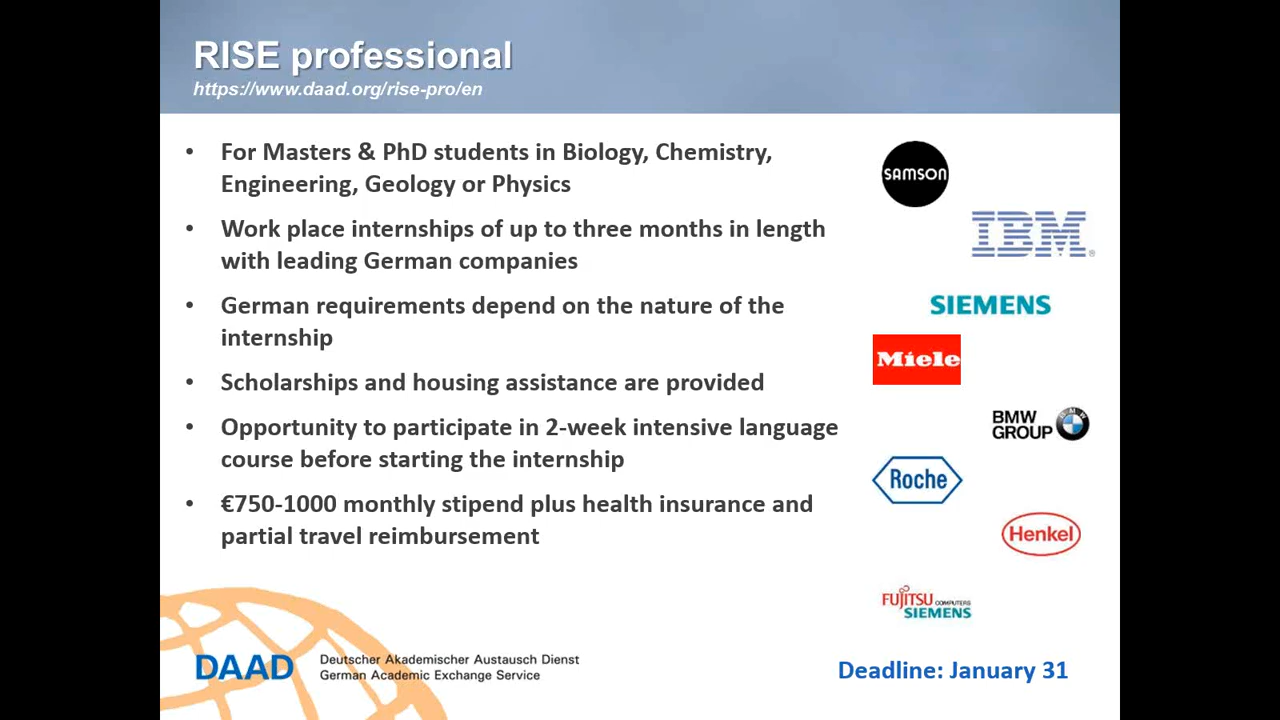 RISE professional
https://www.daad.org/rise-pro/en
• For Masters & PhD students in Biology, Chemistry,
Engineering, Geology or Physics
• Work place internships of up to three months in length
with leading German companies
• German requirements depend on the nature of the
internship
• Scholarships and housing assistance are provided
• Opportunity to participate in 2-week intensive language
course before starting the internship
• €750-1000 monthly stipend plus health insurance and
partial travel reimbursement
SAMSON
IBM®
SIEMENS
Miele
BMW
GROUP
BMW
Roche
Henkel
FUJITSU COMPUTERS
SIEMENS
DAAD
Deutscher Akademischer Austausch Dienst
German Academic Exchange Service
Deadline: January 31